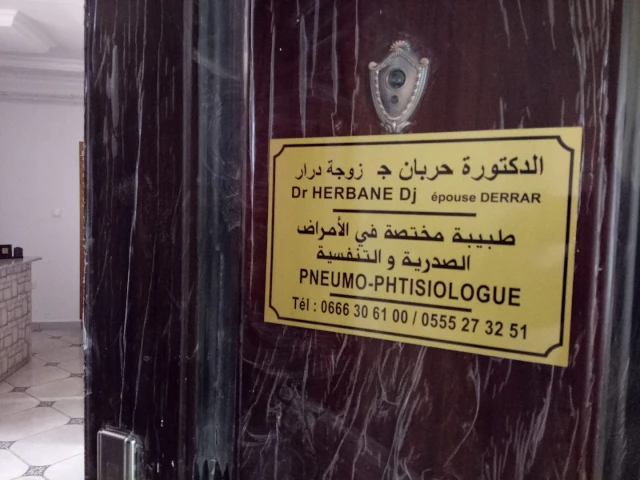 الدكتورة حربان ج زوجة درار
Dr HERBANE Dj épouse DERRAR
طبيبة مختصة في الأمراض
الصدرية و التنفسية
PNEUMO-PHTISIOLOGUE
Tél : 0666 30 61 00 / 0555 27 32 51